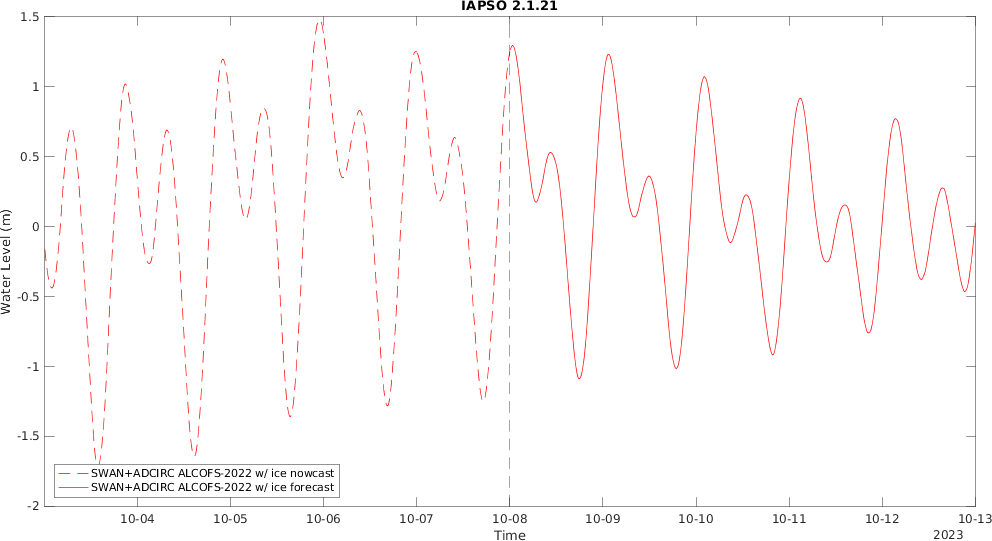 IAPSO 2.1.21
Water Level (m)
1.5
1
0.5
0
-0.5
-1
-1.5
-2
SWAN+ADCIRC ALCOFS-2022 w/ ice nowcast
SWAN+ADCIRC ALCOFS-2022 w/ ice forecast
10-04 10-05 10-06 10-07 10-08 10-09 10-10 10-11 10-12 10-13
Time
2023